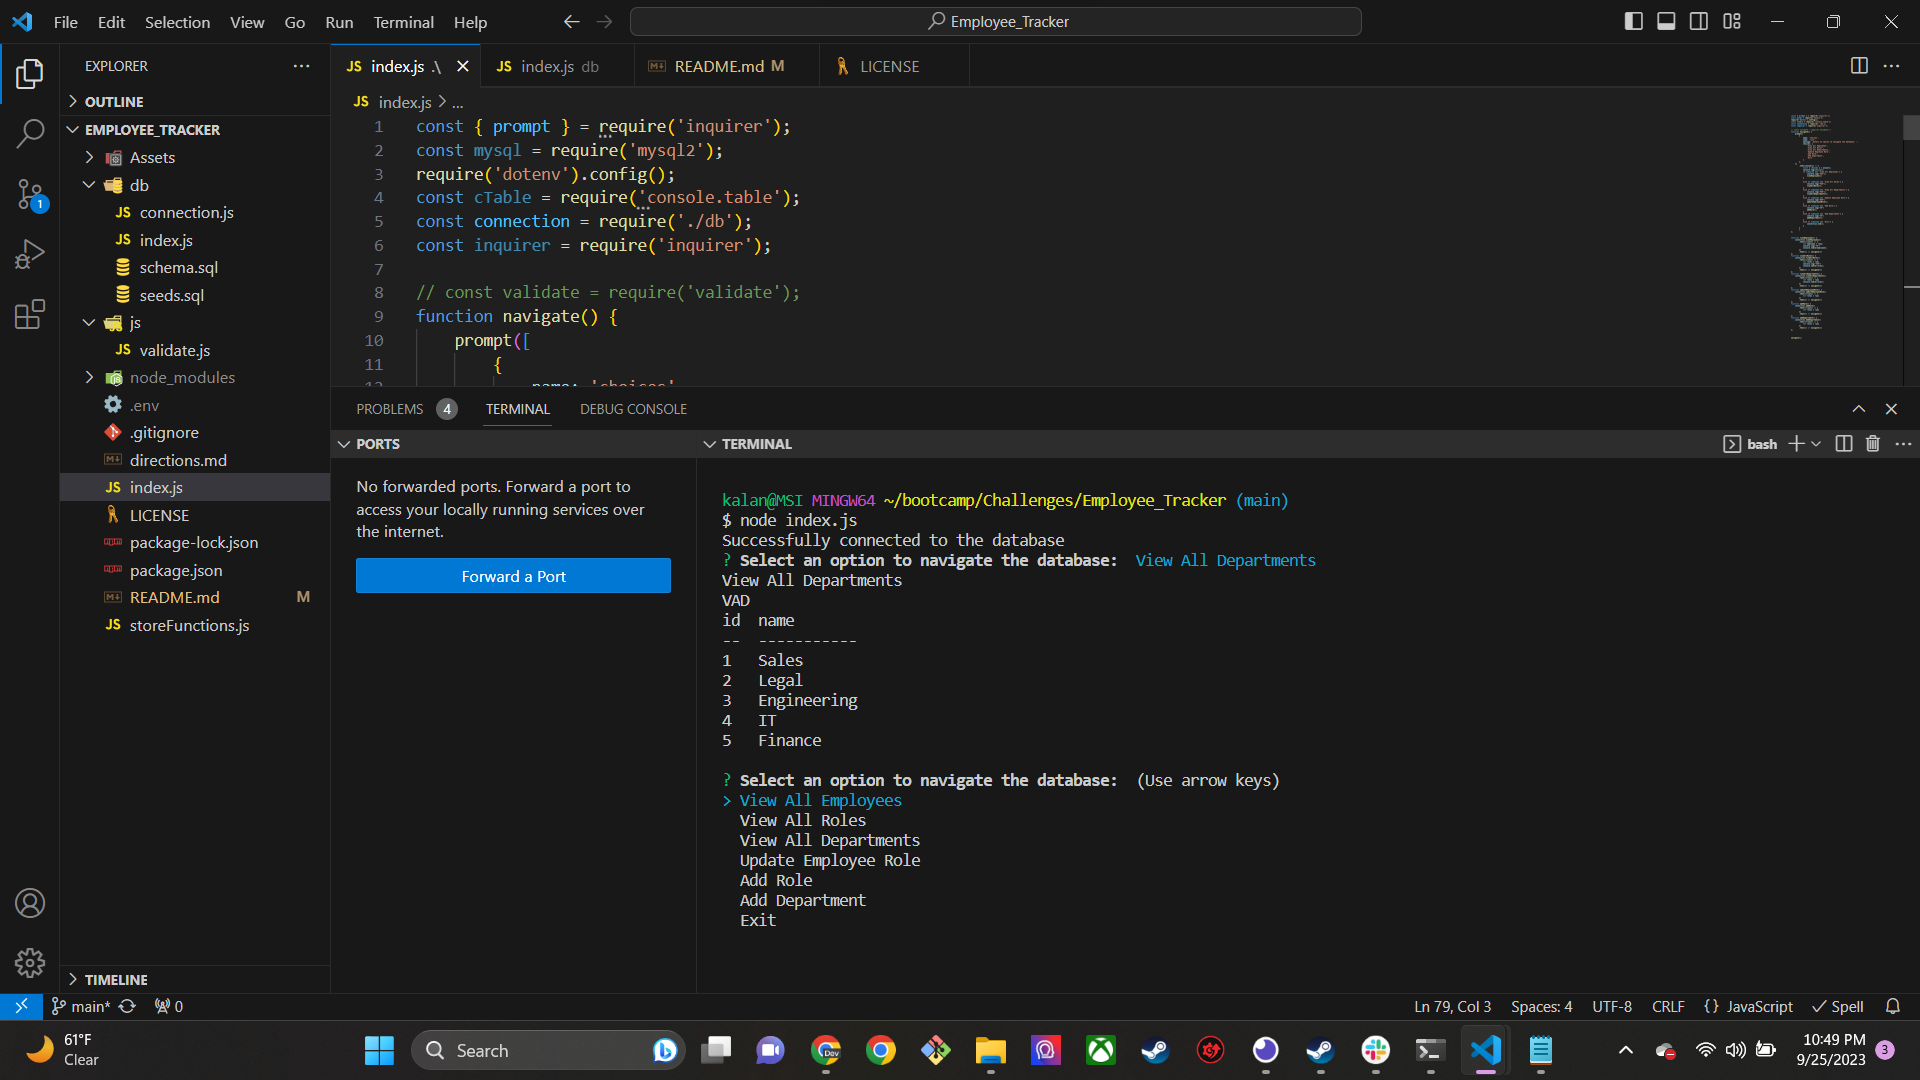 File Edit Selection View Go Run Terminal Help
Employee_Tracker
EXPLORER
OUTLINE
EMPLOYEE_TRACKER
Assets
db
connection.js
index.js
schema.sql
seeds.sql
js
validate.js
node_modules
.env
.gitignore
directions.md
index.js
LICENSE
package-lock.json
package.json
README.md M
storeFunctions.js
TIMELINE
1
JS index.js .\
JS index.js db
README.md M
LICENSE
JS index.js > ...
1 const { prompt } = require('inquirer');
2 const mysql = require('mysql2');
3 require('dotenv').config();
4 const cTable = require('console.table');
5 const connection = require('./db');
6 const inquirer = require('inquirer');
7
8 // const validate = require('validate');
9 function navigate() {
10 prompt([
11 {
12 name: 'choices'
PROBLEMS 4 TERMINAL DEBUG CONSOLE
PORTS
No forwarded ports. Forward a port to
access your locally running services over
the internet.
Forward a Port
TERMINAL
bash
kalan@MSI MINGW64 ~/bootcamp/Challenges/Employee_Tracker (main)
$ node index.js
Successfully connected to the database
? Select an option to navigate the database:  View All Departments
View All Departments
VAD
id  name
--  -----------
1   Sales
2   Legal
3   Engineering
4   IT
5   Finance
? Select an option to navigate the database:  (Use arrow keys)
> View All Employees
View All Roles
View All Departments
Update Employee Role
Add Role
Add Department
Exit
main* 0
Ln 79, Col 3 Spaces: 4 UTF-8 CRLF {} JavaScript Spell
61°F
Clear
Search
Dev
10:49 PM
9/25/2023
3